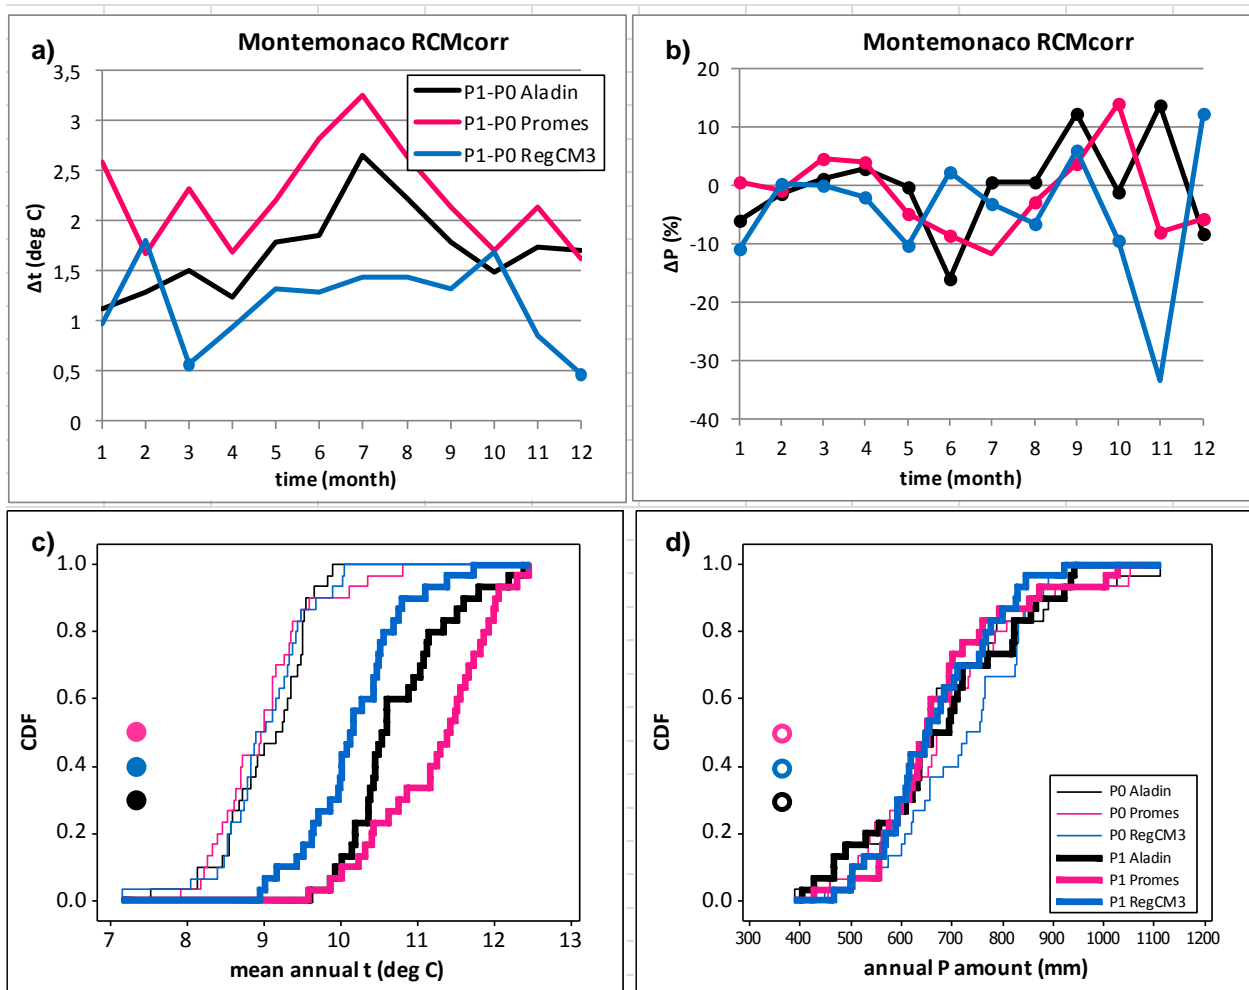 a)
Montemonaco RCMcorr
3,5
3
2,5
2
1,5
1
0,5
0
Δt (deg C)
P1-P0 Aladin
P1-P0 Promes
P1-P0 RegCM3
1 2 3 4 5 6 7 8 9 10 11 12
time (month)
b)
Montemonaco RCMcorr
20
10
0
-10
-20
-30
-40
ΔP (%)
1 2 3 4 5 6 7 8 9 10 11 12
time (month)
c)
1.0
0.8
0.6
0.4
0.2
0.0
CDF
7 8 9 10 11 12 13
mean annual t (deg C)
d)
1.0
0.8
0.6
0.4
0.2
0.0
CDF
P0 Aladin
P0 Promes
P0 RegCM3
P1 Aladin
P1 Promes
P1 RegCM3
300 400 500 600 700 800 900 1000 1100 1200
annual P amount (mm)